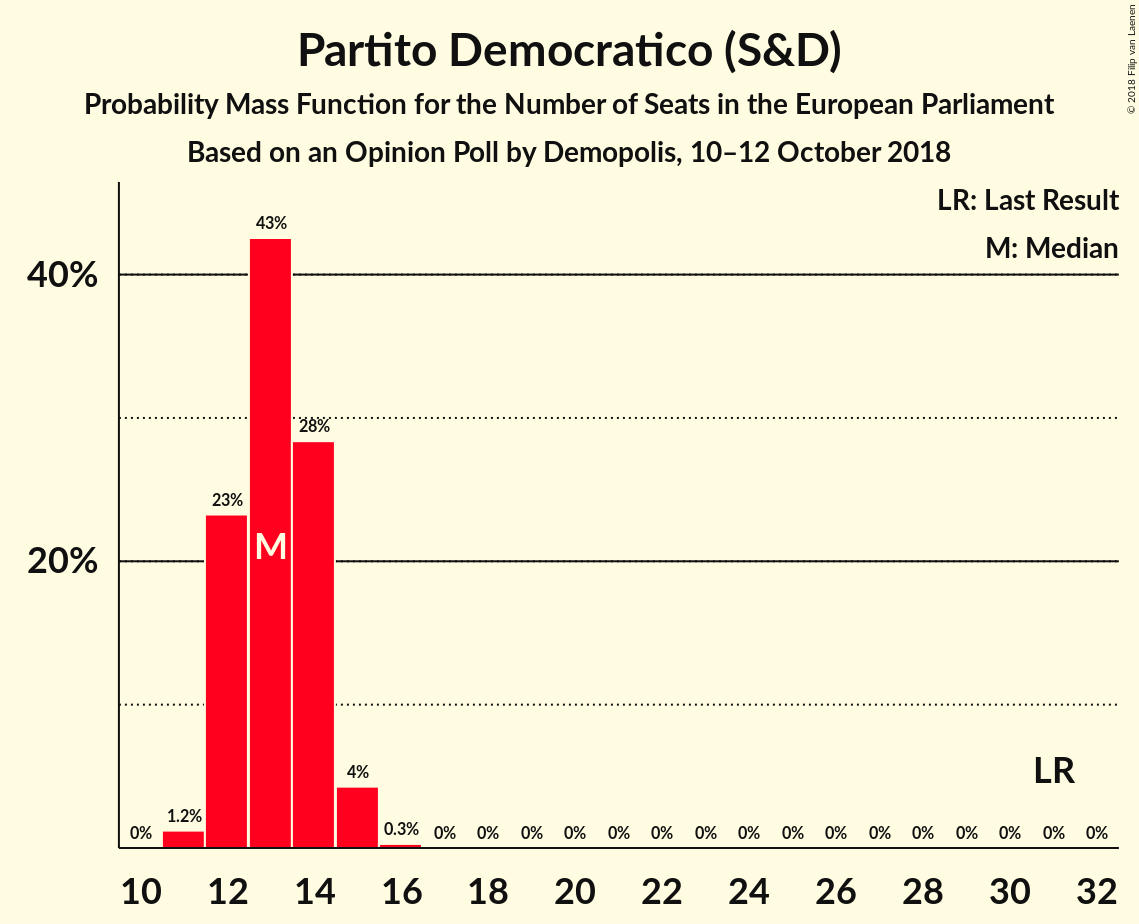 Partito Democratico (S&D)
Probability Mass Function for the Number of Seats in the European Parliament
Based on an Opinion Poll by Demopolis, 10–12 October 2018
© 2018 Filip van Laenen
LR: Last Result
M: Median
40%
20%
0% 1.2% 23% 43% 28% 4% 0.3% 0% 0% 0% 0% 0% 0% 0% 0% 0% 0% 0% 0% 0% 0% 0% 0%
M
LR
10 12 14 16 18 20 22 24 26 28 30 32